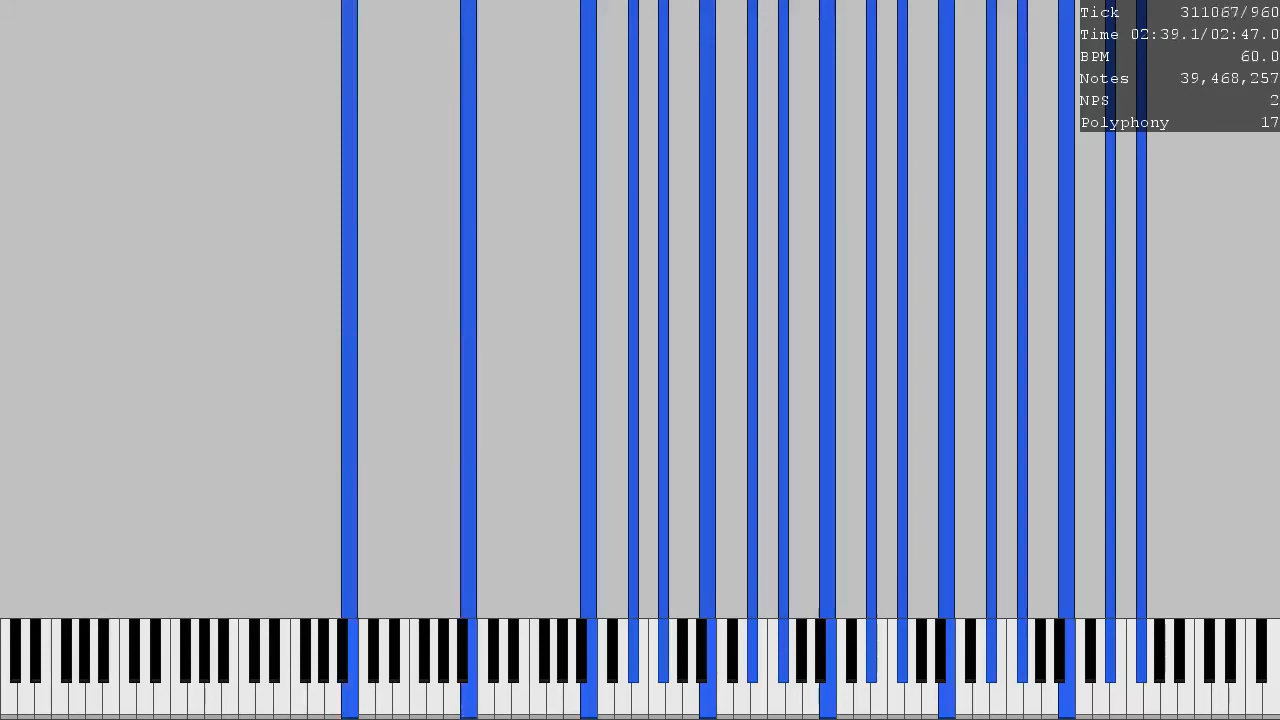 Tick 311067/960
Time 02:39.1/02:47.0
BPM 60.0
Notes 39,468,257
NPS 2
Polyphony 17